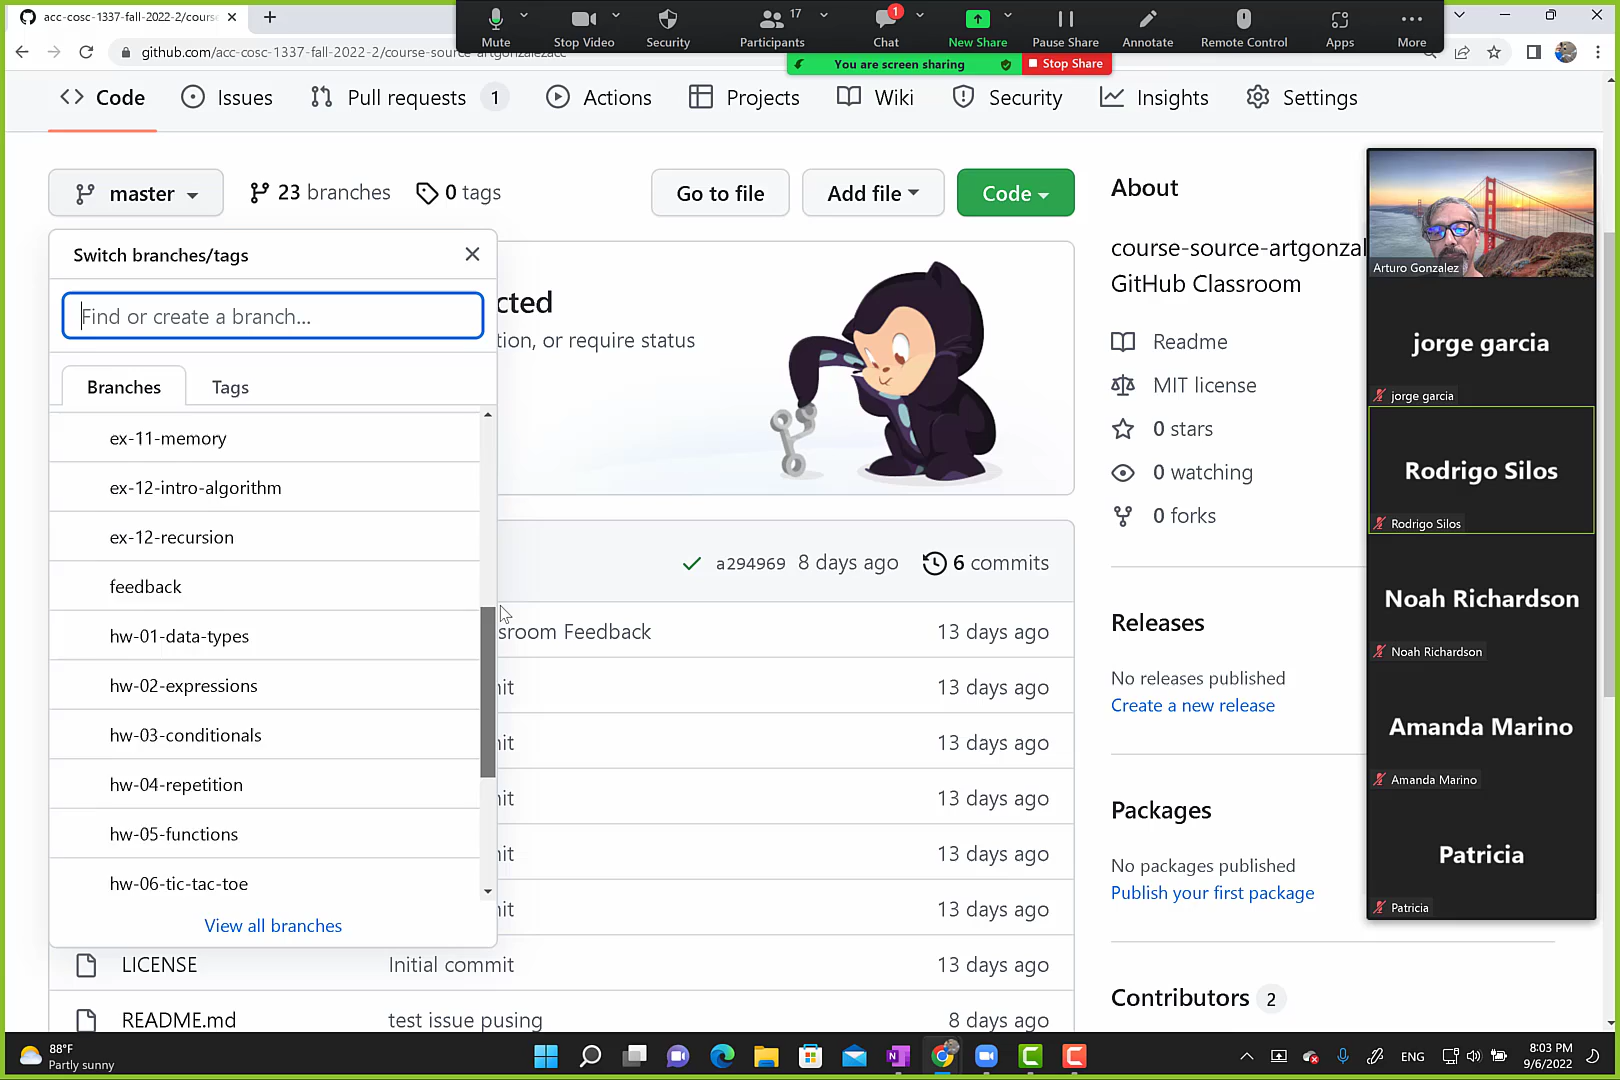 acc-cosc-1337-fall-2022-2/cours
Mute
Stop Video
Security
17
Participants
1
Chat
New Share
Pause Share
Annotate
Remote Control
Apps
More
github.com/acc-cosc-1337-fall-2022-2/course-source-artgonzalezacc
You are screen sharing
Stop Share
Code
Issues
Pull requests 1
Actions
Projects
Wiki
Security
Insights
Settings
master
23 branches
0 tags
Go to file
Add file
Code
Switch branches/tags
Find or create a branch...
Branches
Tags
ex-11-memory
ex-12-intro-algorithm
ex-12-recursion
feedback
hw-01-data-types
hw-02-expressions
hw-03-conditionals
hw-04-repetition
hw-05-functions
hw-06-tic-tac-toe
View all branches
cted
tion, or require status
a294969 8 days ago
6 commits
sroom Feedback 13 days ago
it 13 days ago
it 13 days ago
it 13 days ago
it 13 days ago
it 13 days ago
LICENSE Initial commit 13 days ago
README.md test issue pusing 8 days ago
About
course-source-artgonzal
GitHub Classroom
Readme
MIT license
0 stars
0 watching
0 forks
Releases
No releases published
Create a new release
Packages
No packages published
Publish your first package
Contributors 2
Arturo Gonzalez
jorge garcia
jorge garcia
Rodrigo Silos
Rodrigo Silos
Noah Richardson
Noah Richardson
Amanda Marino
Amanda Marino
Patricia
Patricia
88°F
Partly sunny
ENG
8:03 PM
9/6/2022